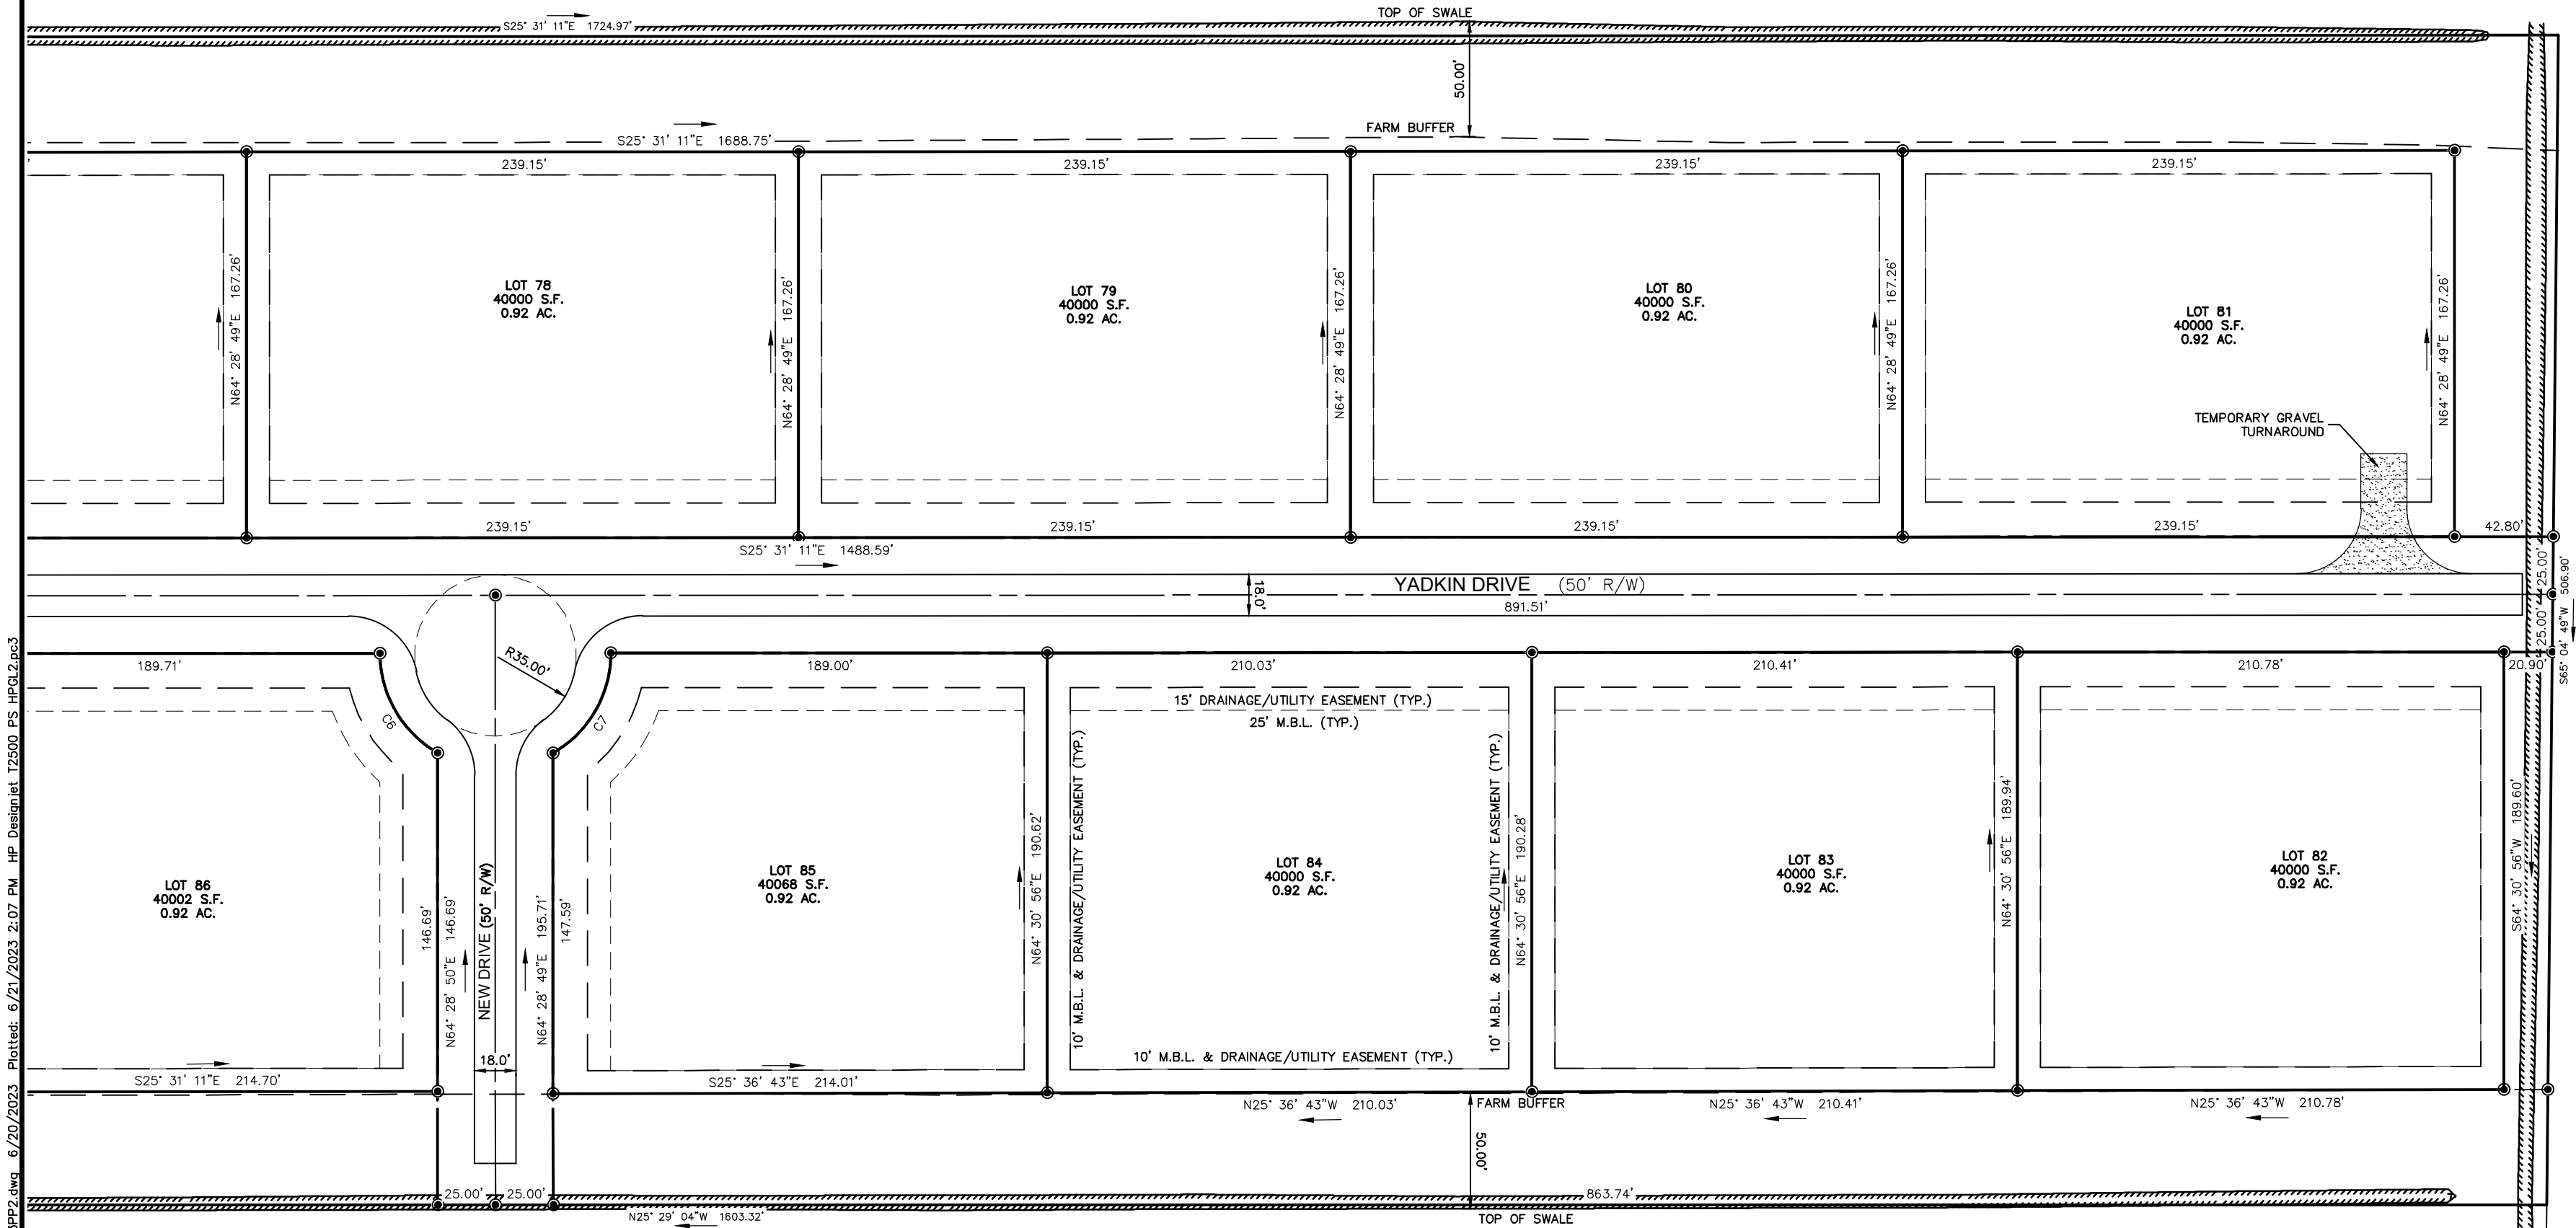 S25° 31' 11"E 1724.97'
TOP OF SWALE
50.00'
FARM BUFFER
S25° 31' 11"E 1688.75'
239.15'
239.15'
239.15'
239.15'
N64° 28' 49"E 167.26'
LOT 78
40000 S.F.
0.92 AC.
N64° 28' 49"E 167.26'
LOT 79
40000 S.F.
0.92 AC.
N64° 28' 49"E 167.26'
LOT 80
40000 S.F.
0.92 AC.
N64° 28' 49"E 167.26'
LOT 81
40000 S.F.
0.92 AC.
N64° 28' 49"E 167.26'
TEMPORARY GRAVEL
TURNAROUND
239.15'
239.15'
239.15'
239.15'
42.80'
S25° 31' 11"E 1488.59'
18.0'
YADKIN DRIVE (50' R/W)
891.51'
25.00'
25.00'
S65° 04' 49"W 506.90'
189.71'
R35.00'
189.00'
210.03'
210.41'
210.78'
20.90'
C6
C7
15' DRAINAGE/UTILITY EASEMENT (TYP.)
25' M.B.L. (TYP.)
10' M.B.L. & DRAINAGE/UTILITY EASEMENT (TYP.)
10' M.B.L. & DRAINAGE/UTILITY EASEMENT (TYP.)
10' M.B.L. & DRAINAGE/UTILITY EASEMENT (TYP.)
LOT 86
40002 S.F.
0.92 AC.
146.69'
N64° 28' 50"E 146.69'
NEW DRIVE (50' R/W)
N64° 28' 49"E 195.71'
147.59'
18.0'
LOT 85
40068 S.F.
0.92 AC.
N64° 30' 56"E 190.62'
LOT 84
40000 S.F.
0.92 AC.
N64° 30' 56"E 190.28'
LOT 83
40000 S.F.
0.92 AC.
N64° 30' 56"E 189.94'
LOT 82
40000 S.F.
0.92 AC.
S64° 30' 56"W 189.60'
S25° 31' 11"E 214.70'
S25° 36' 43"E 214.01'
N25° 36' 43"W 210.03'
FARM BUFFER
N25° 36' 43"W 210.41'
N25° 36' 43"W 210.78'
50.00'
25.00'
25.00'
863.74'
N25° 29' 04"W 1603.32'
TOP OF SWALE
PP2.dwg 6/20/2023 Plotted: 6/21/2023 2:07 PM HP Designjet T2500 PS HPGL2.pc3